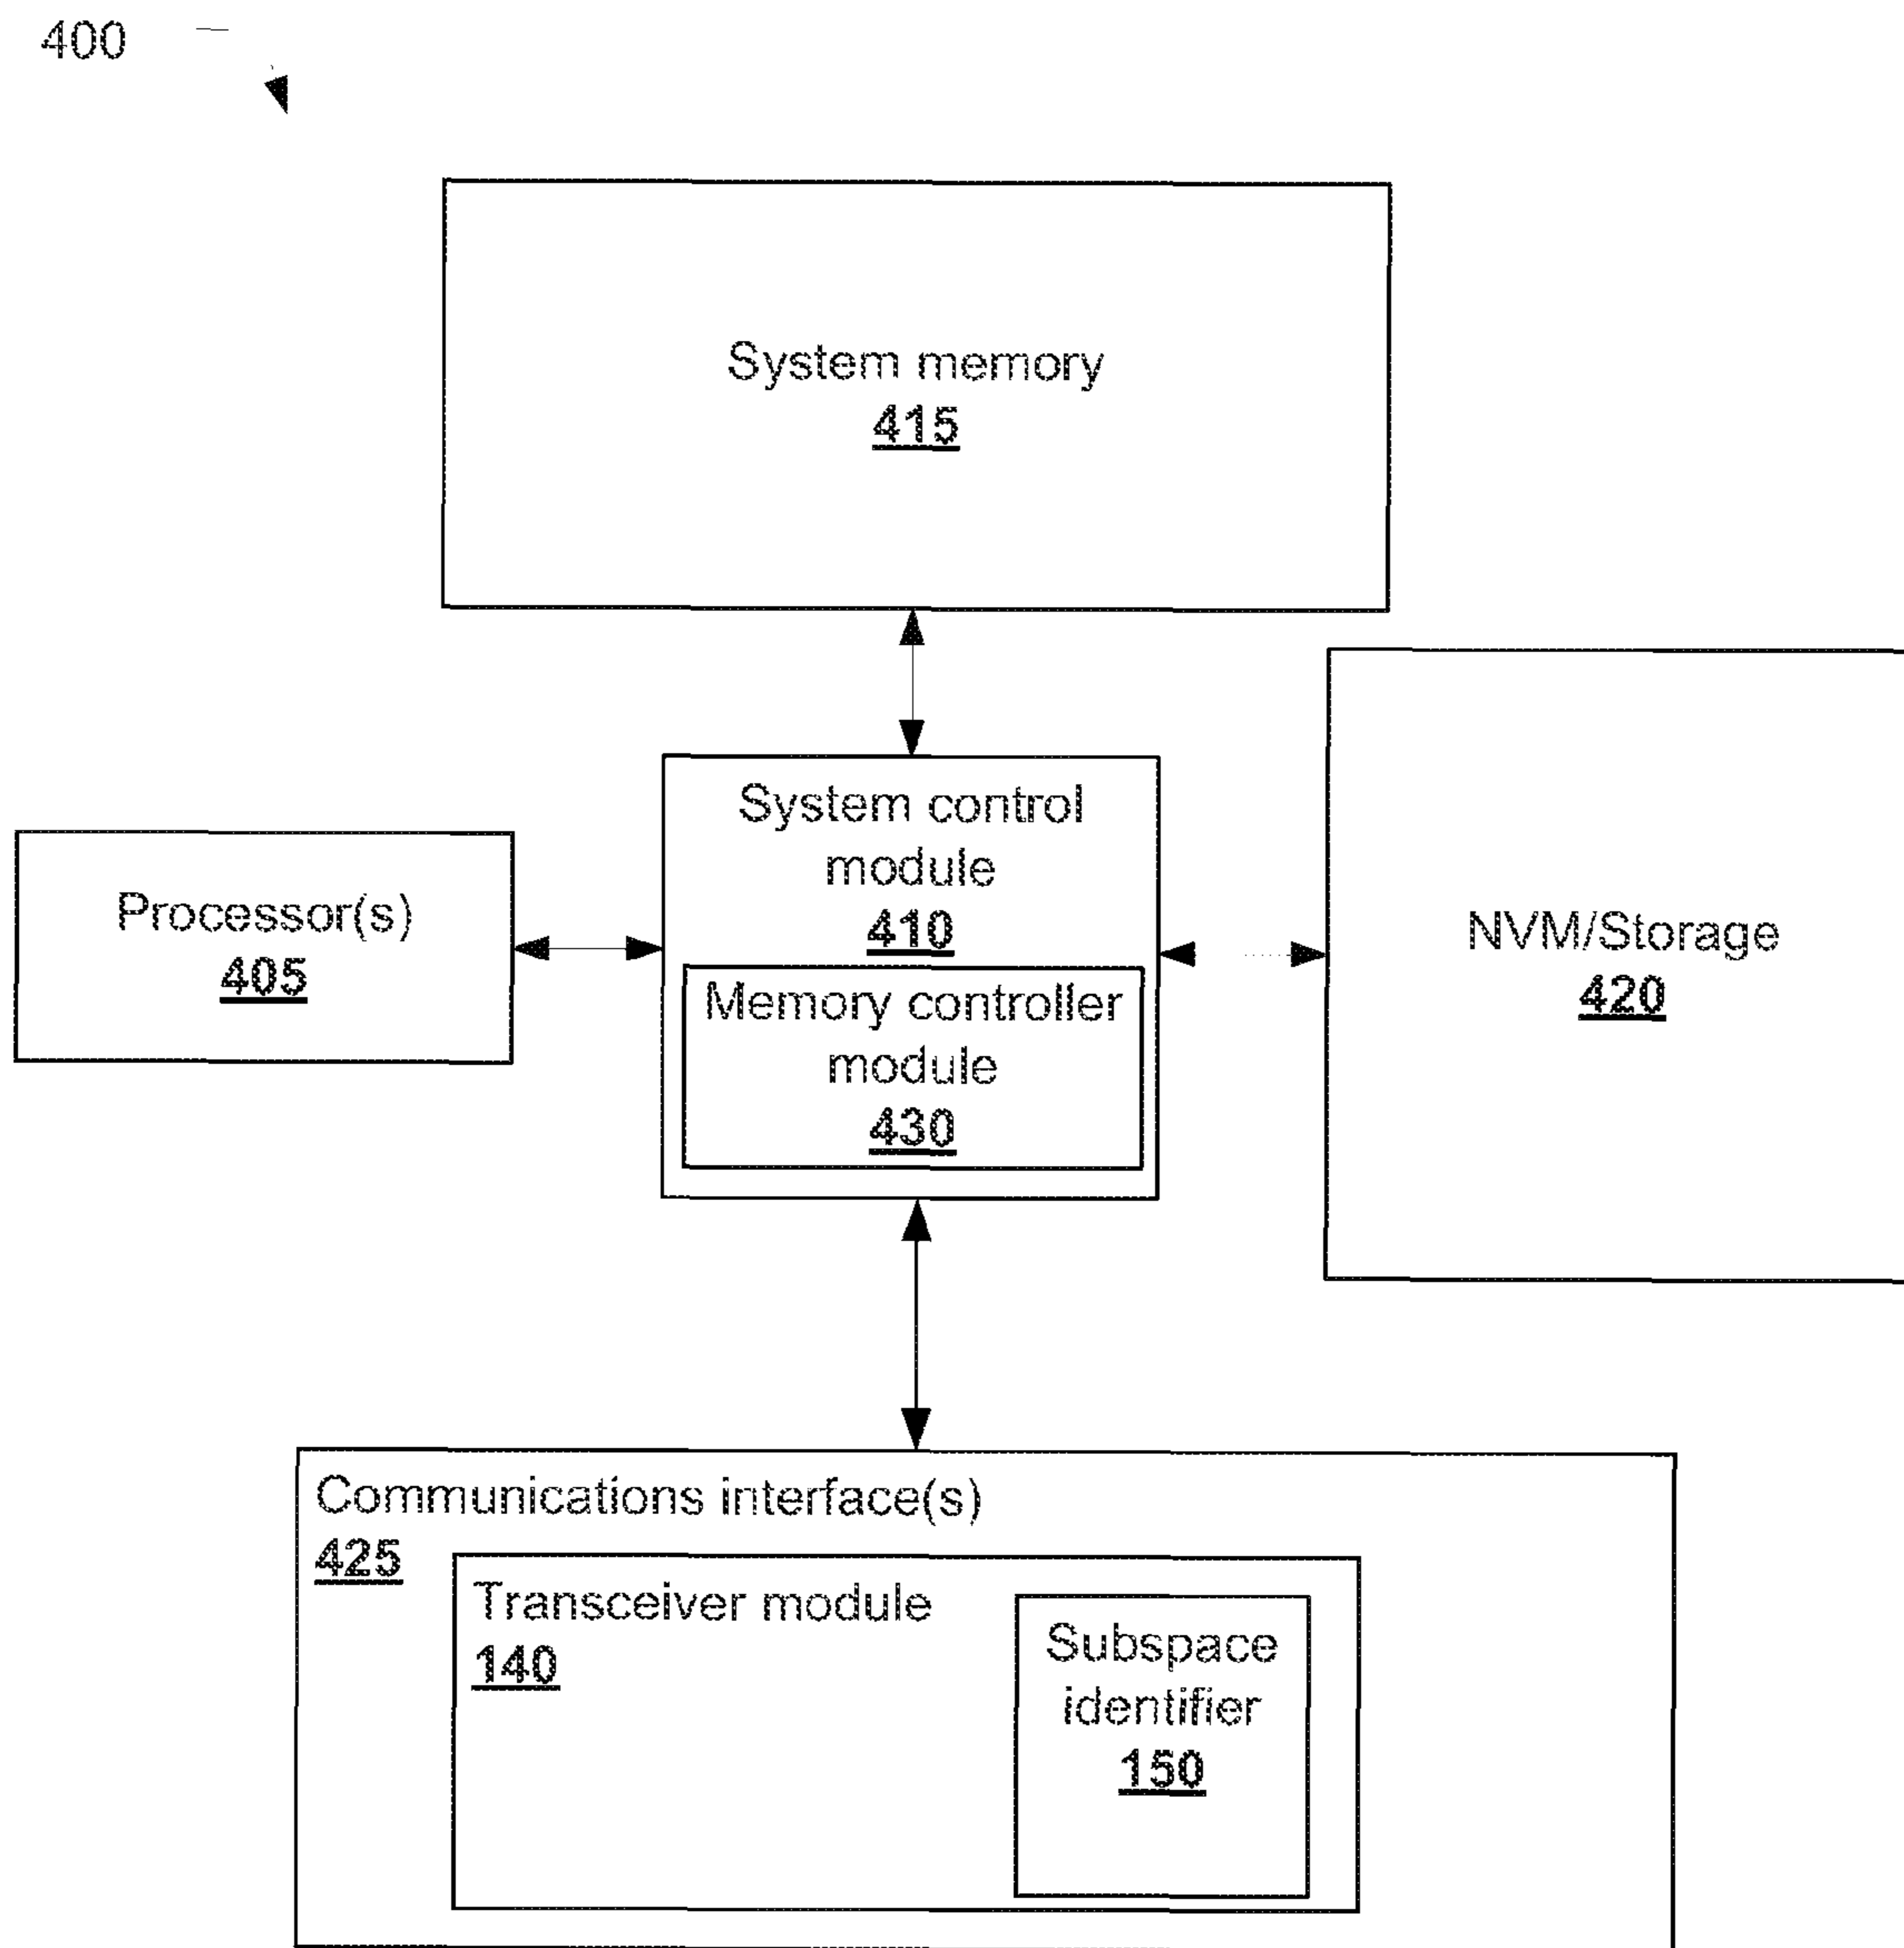 400
System memory
415
System control
module
410
Memory controller
module
430
Processor(s)
405
NVM/Storage
420
Communications interface(s)
425
Transceiver module
140
Subspace
identifier
150